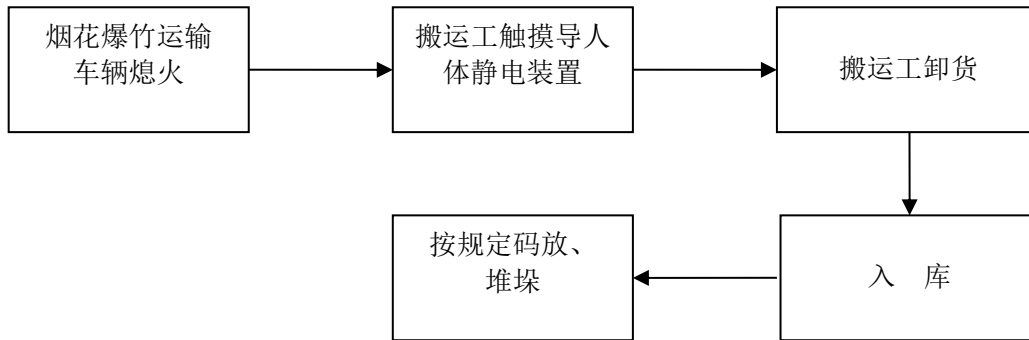 烟花爆竹运输
车辆熄火
搬运工触摸导人
体静电装置
搬运工卸货
入 库
按规定码放、
堆垛